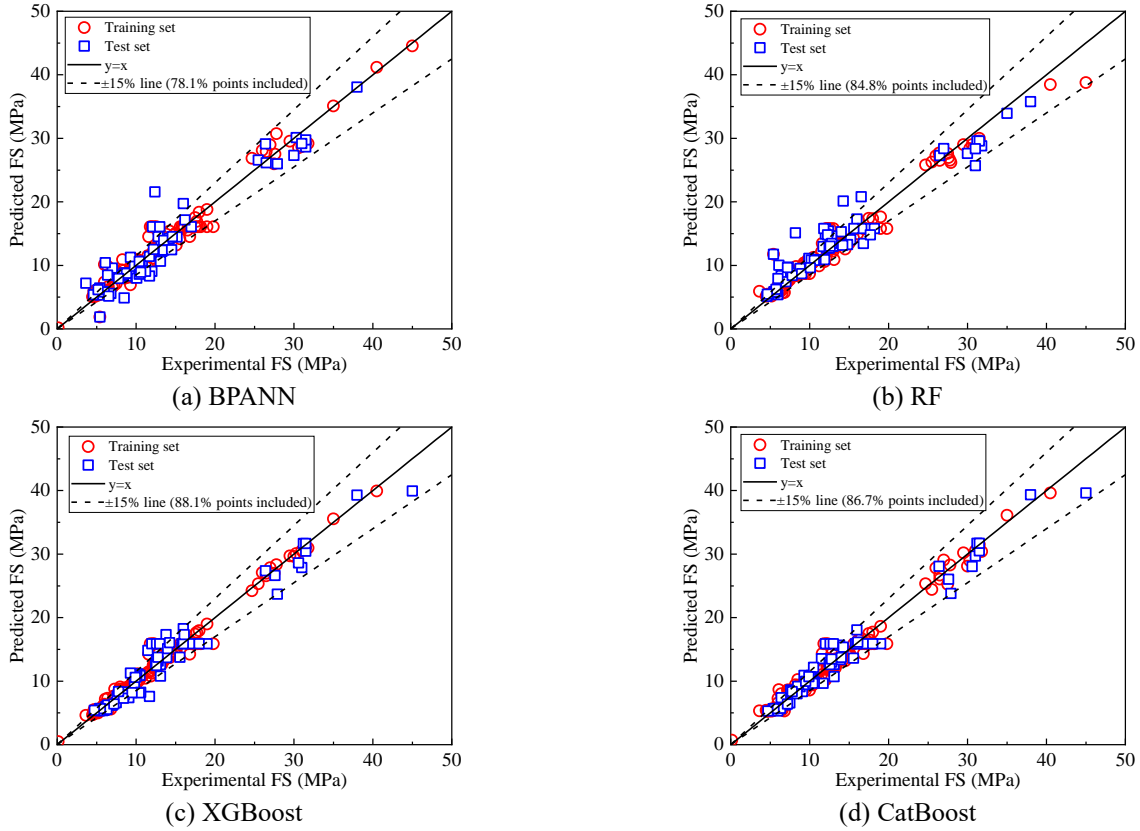 50
40
30
20
10
0
0
10
20
30
40
50
Predicted FS (MPa)
Experimental FS (MPa)
Training set
Test set
y=x
±15% line (78.1% points included)
(a) BPANN
50
40
30
20
10
0
0
10
20
30
40
50
Predicted FS (MPa)
Experimental FS (MPa)
Training set
Test set
y=x
±15% line (84.8% points included)
(b) RF
50
40
30
20
10
0
0
10
20
30
40
50
Predicted FS (MPa)
Experimental FS (MPa)
Training set
Test set
y=x
±15% line (88.1% points included)
(c) XGBoost
50
40
30
20
10
0
0
10
20
30
40
50
Predicted FS (MPa)
Experimental FS (MPa)
Training set
Test set
y=x
±15% line (86.7% points included)
(d) CatBoost